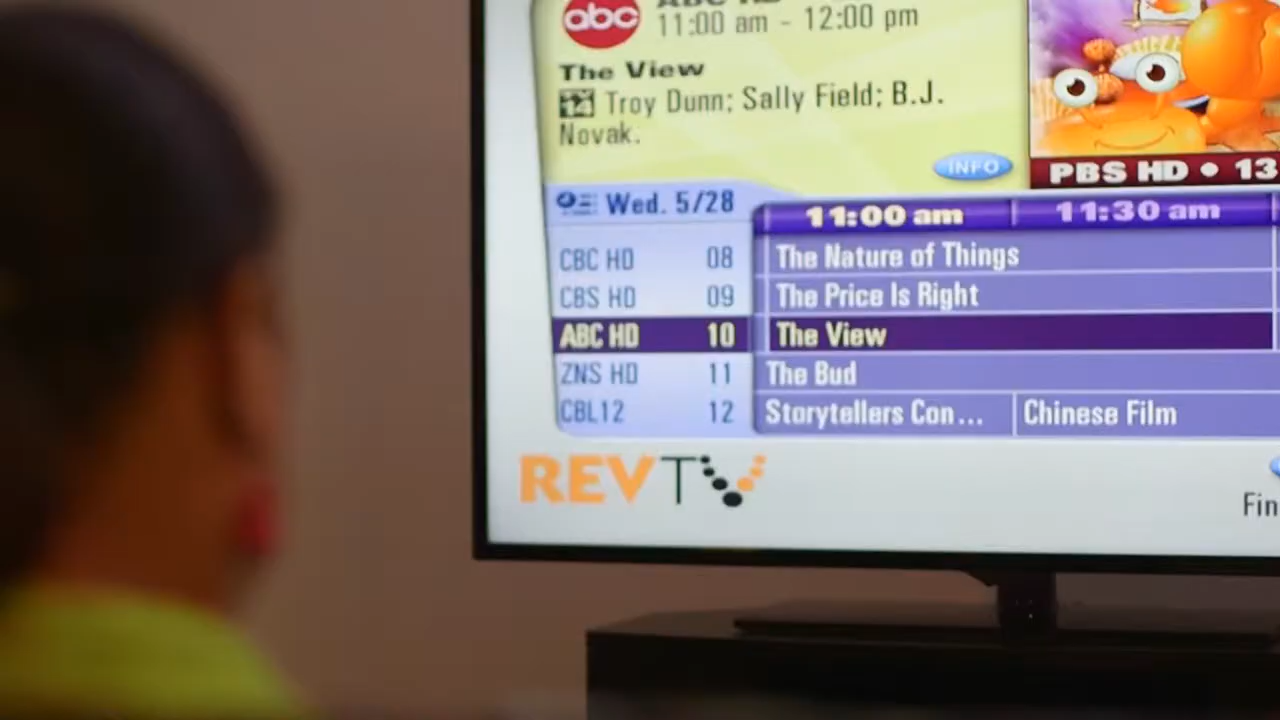 abc
ABC HD
11:00 am - 12:00 pm
The View
14 Troy Dunn; Sally Field; B.J.
Novak.
INFO
PBS HD • 13
Wed. 5/28
11:00 am 11:30 am
CBC HD 08 The Nature of Things
CBS HD 09 The Price Is Right
ABC HD 10 The View
ZNS HD 11 The Bud
CBL12 12 Storytellers Con... Chinese Film
REVTV
Fin